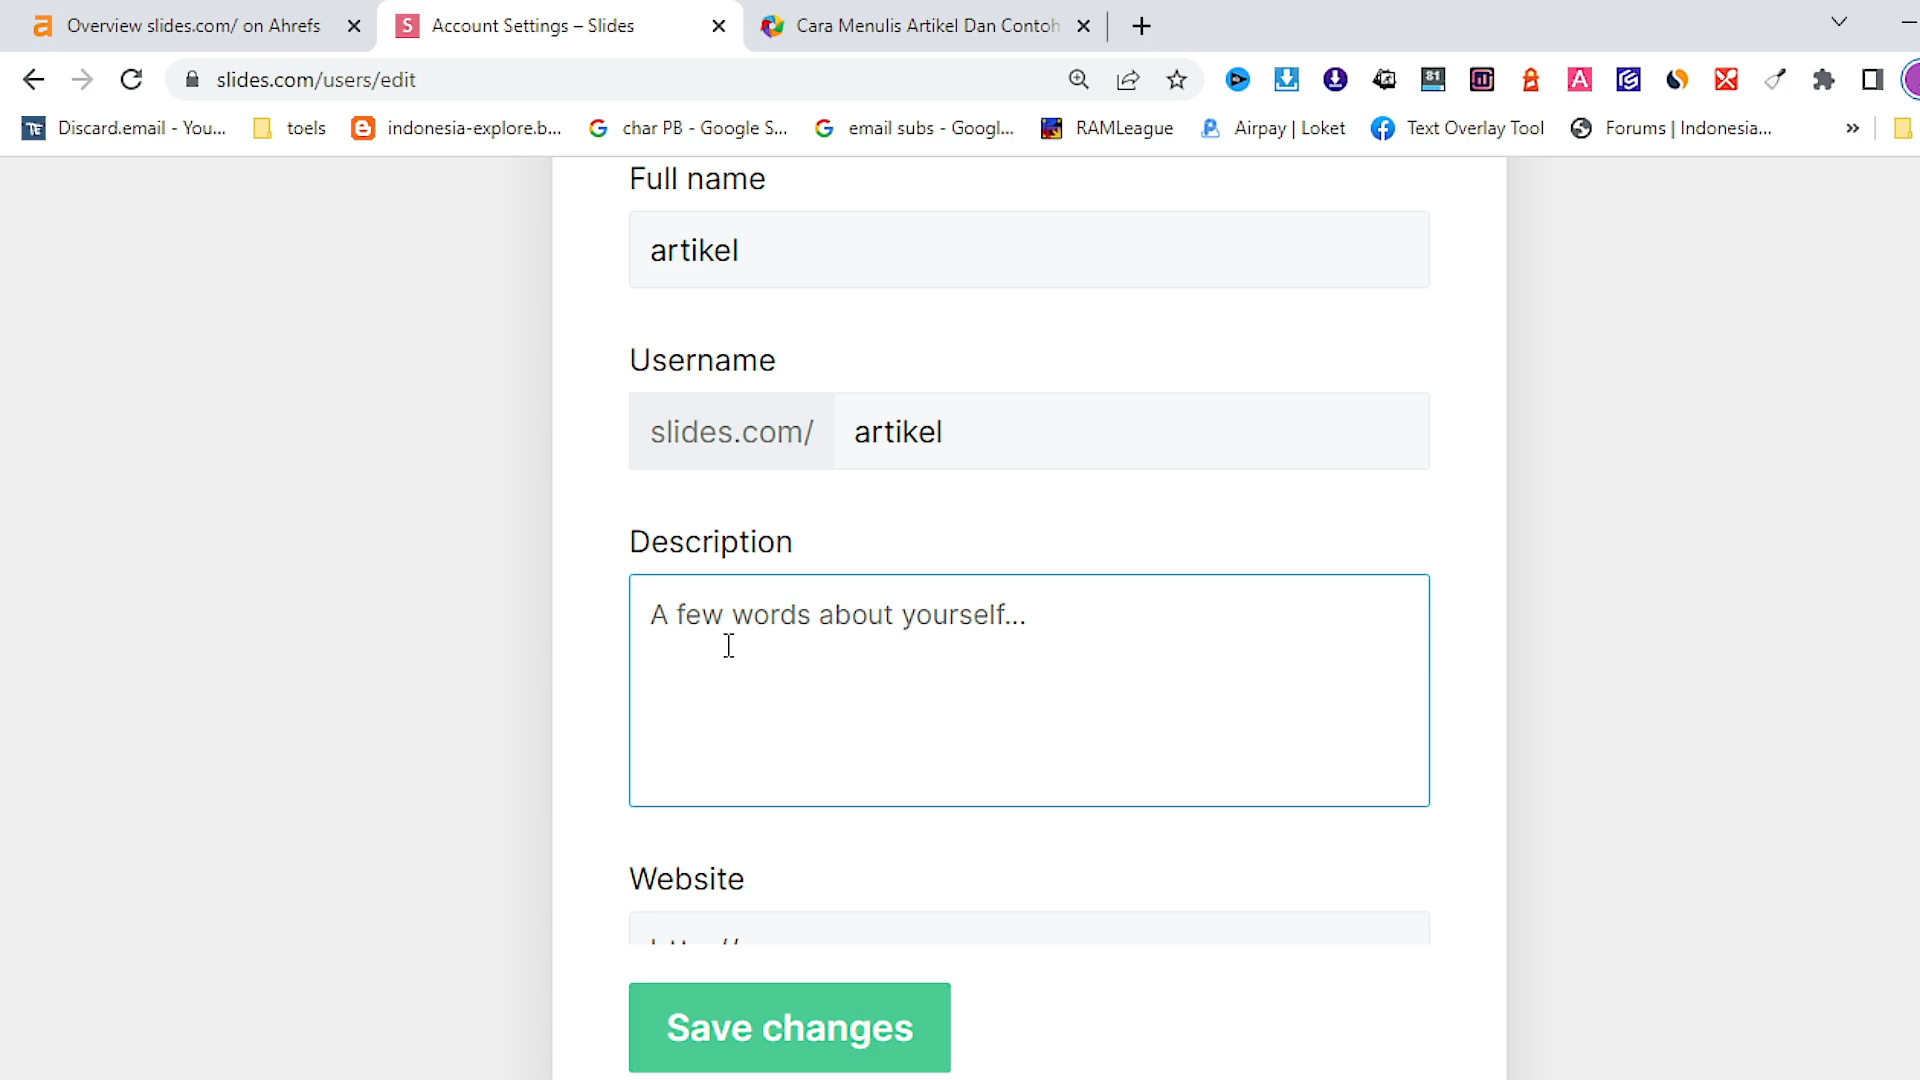 Overview slides.com/ on Ahrefs
Account Settings – Slides
Cara Menulis Artikel Dan Contoh
slides.com/users/edit
81
Discard.email - You...
toels
indonesia-explore.b...
char PB - Google S...
email subs - Googl...
RAMLeague
Airpay | Loket
Text Overlay Tool
Forums | Indonesia...
»
Full name
artikel
Username
slides.com/ artikel
Description
A few words about yourself...
Website
Save changes